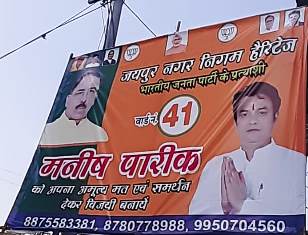 जयपुर नगर निगम हैरिटेज
भारतीय जनता पार्टी के प्रत्याशी
वार्ड नं. 41
मनीष पारीक
को अपना अमूल्य मत एवं समर्थन
देकर विजयी बनायें
8875583381, 8780778988, 9950704560